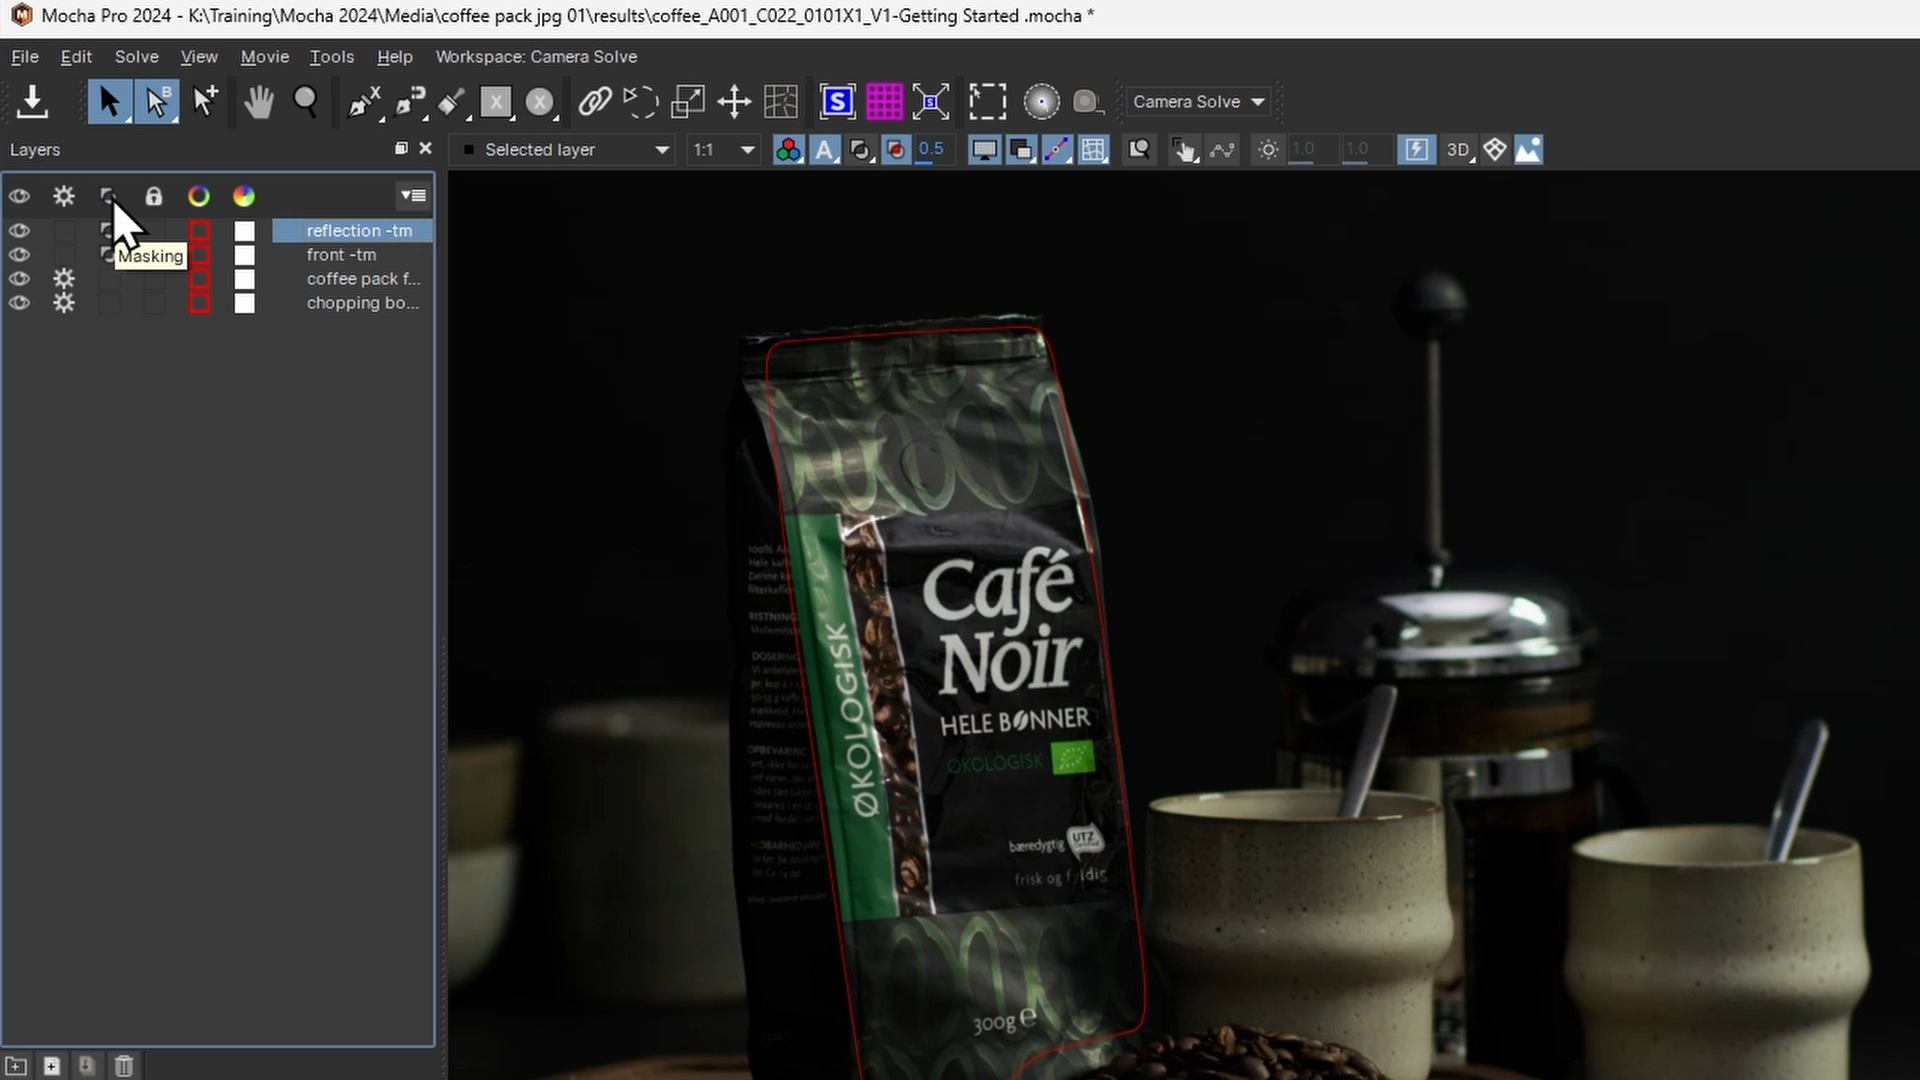 Mocha Pro 2024 - K:\Training\Mocha 2024\Media\coffee pack jpg 01\results\coffee_A001_C022_0101X1_V1-Getting Started .mocha *
File Edit Solve View Movie Tools Help Workspace: Camera Solve
Camera Solve
Layers
Selected layer 1:1 A 0.5 1.0 1.0 3D
reflection -tm
front -tm
Masking
coffee pack f...
chopping bo...
ØKOLOGISK
Café
Noir
HELE BØNNER
ØKOLOGISK
bæredygtig UTZ
frisk og fyldig
300g e